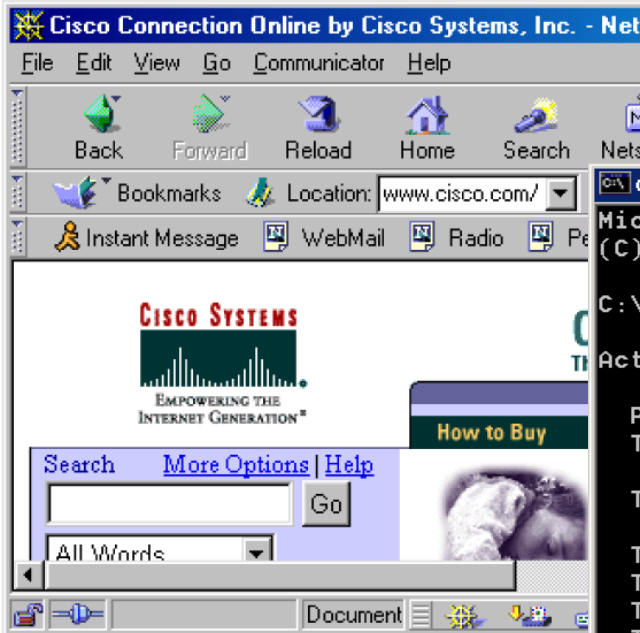 Cisco Connection Online by Cisco Systems, Inc. - Net
File Edit View Go Communicator Help
Back Forward Reload Home Search Nets
Bookmarks Location: www.cisco.com/
Instant Message WebMail Radio Pe
Mic
(C)
C:\
Act
P
T
T
T
T
T
CISCO SYSTEMS
EMPOWERING THE
INTERNET GENERATION
C
TH
How to Buy
Search More Options | Help
Go
All Words
Document